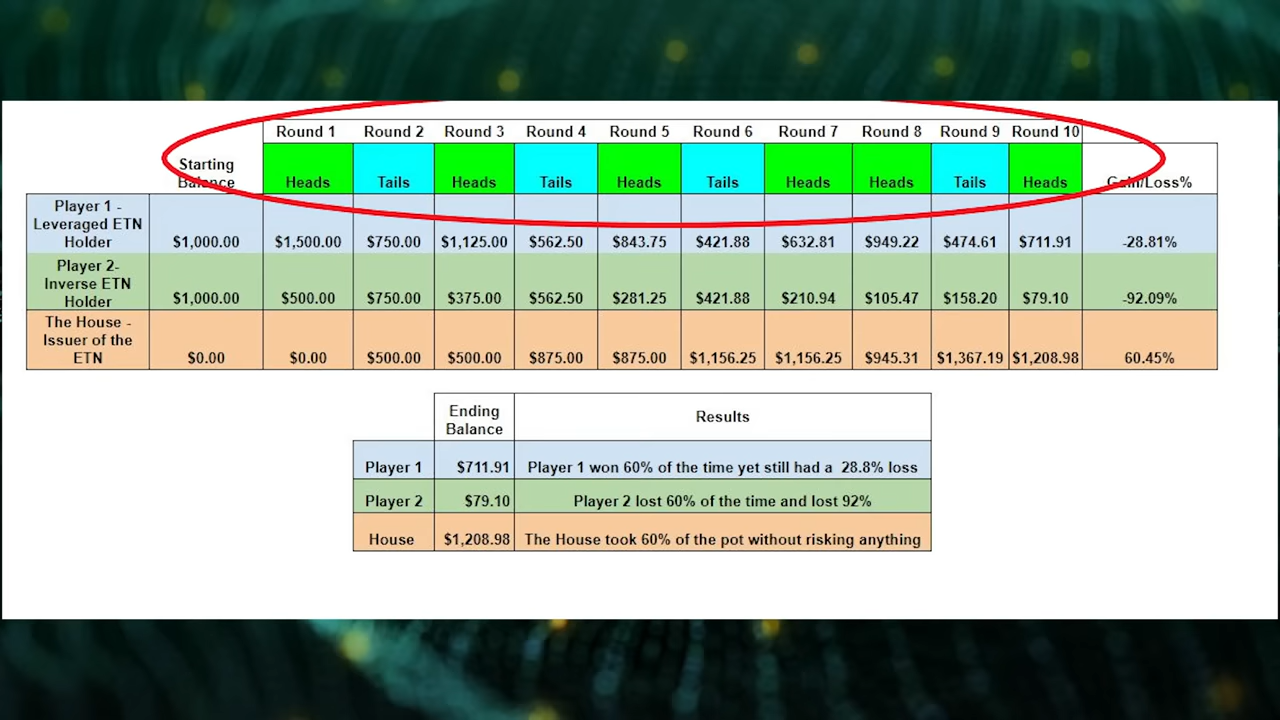 Round 1 Round 2 Round 3 Round 4 Round 5 Round 6 Round 7 Round 8 Round 9 Round 10
Starting
Balance Heads Tails Heads Tails Heads Tails Heads Heads Tails Heads Gain/Loss%
Player 1 -
Leveraged ETN
Holder $1,000.00 $1,500.00 $750.00 $1,125.00 $562.50 $843.75 $421.88 $632.81 $949.22 $474.61 $711.91 -28.81%
Player 2-
Inverse ETN
Holder $1,000.00 $500.00 $750.00 $375.00 $562.50 $281.25 $421.88 $210.94 $105.47 $158.20 $79.10 -92.09%
The House -
Issuer of the
ETN $0.00 $0.00 $500.00 $500.00 $875.00 $875.00 $1,156.25 $1,156.25 $945.31 $1,367.19 $1,208.98 60.45%
Ending
Balance Results
Player 1 $711.91 Player 1 won 60% of the time yet still had a 28.8% loss
Player 2 $79.10 Player 2 lost 60% of the time and lost 92%
House $1,208.98 The House took 60% of the pot without risking anything